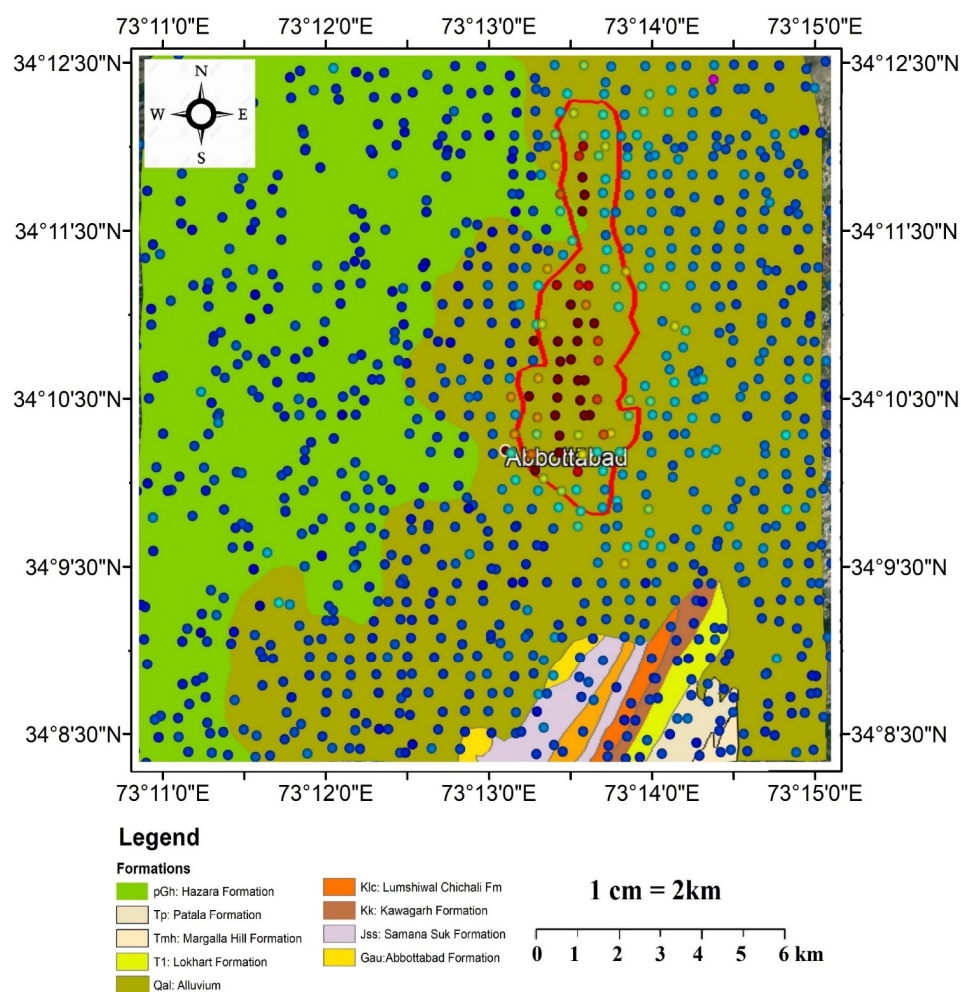 73°11'0"E 73°12'0"E 73°13'0"E 73°14'0"E 73°15'0"E
34°12'30"N 34°12'30"N
N
W E
S
34°11'30"N 34°11'30"N
34°10'30"N 34°10'30"N
Abbottabad
34°9'30"N 34°9'30"N
34°8'30"N 34°8'30"N
73°11'0"E 73°12'0"E 73°13'0"E 73°14'0"E 73°15'0"E
Legend
Formations
pGh: Hazara Formation
Tp: Patala Formation
Tmh: Margalla Hill Formation
T1: Lokhart Formation
Qal: Alluvium
Klc: Lumshiwal Chichali Fm
Kk: Kawagarh Formation
Jss: Samana Suk Formation
Gau:Abbottabad Formation
1 cm = 2km
0 1 2 3 4 5 6 km